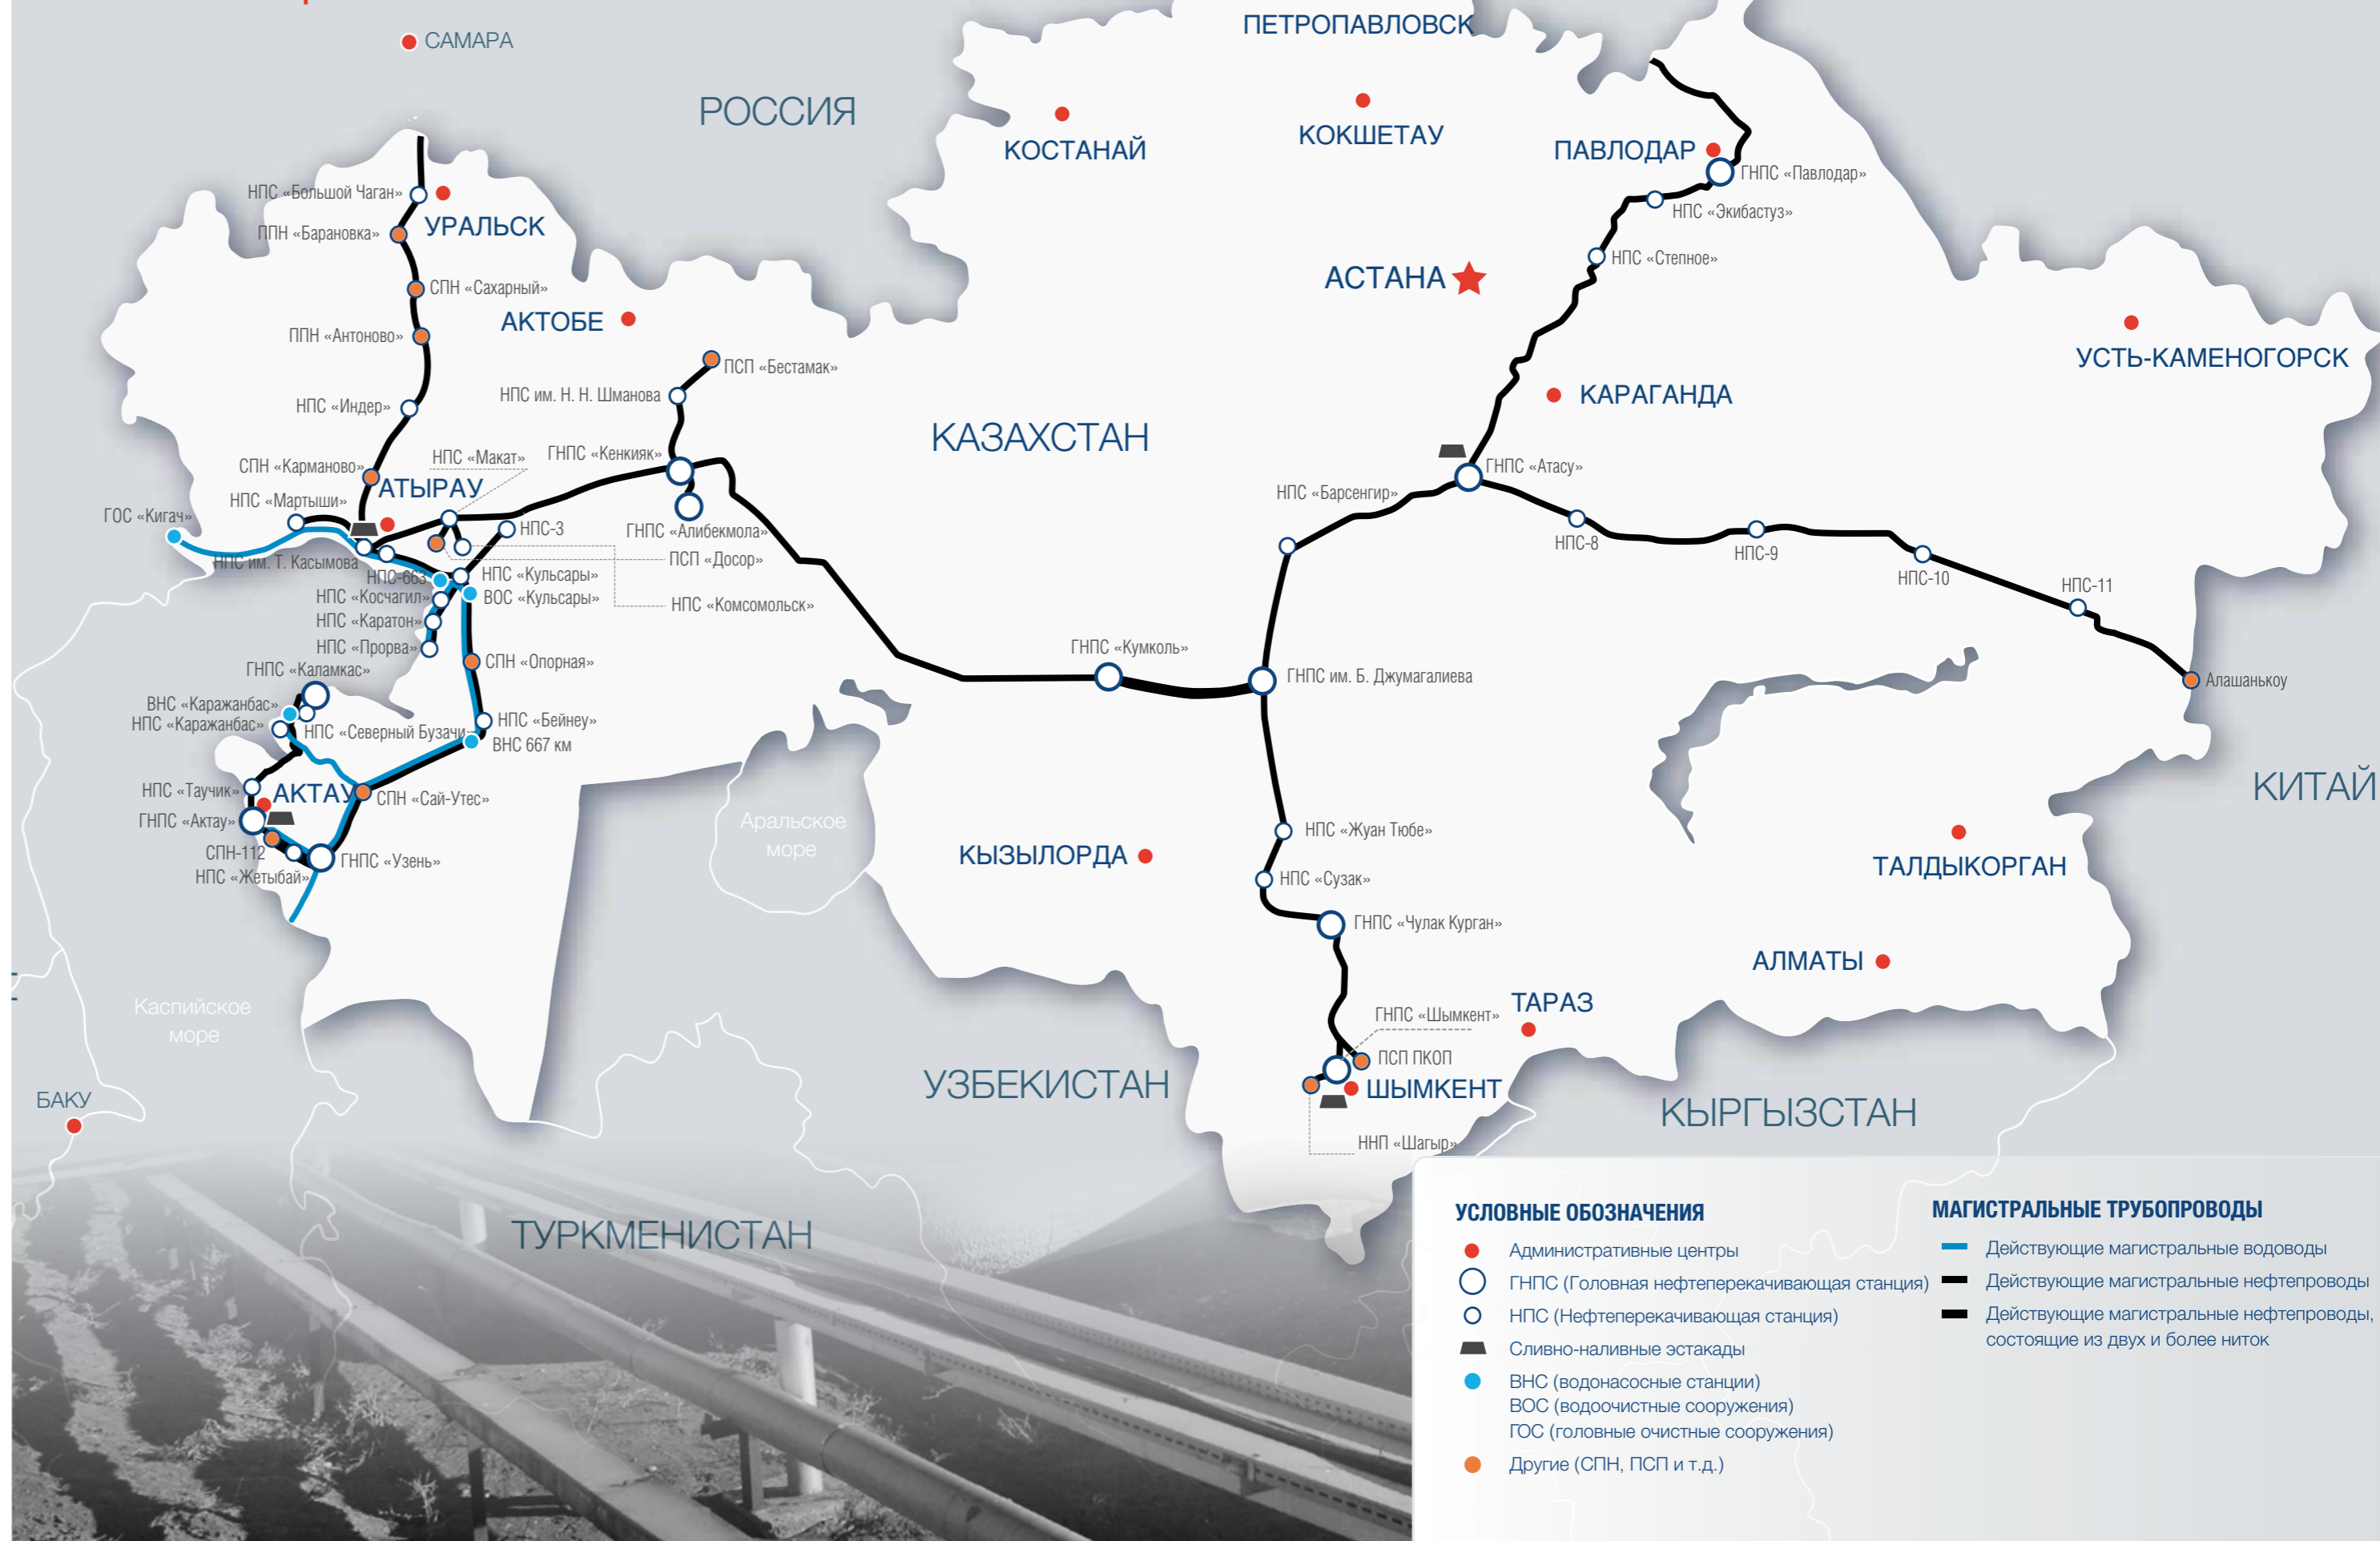 САМАРА
ПЕТРОПАВЛОВСК
РОССИЯ
КОСТАНАЙ
КОКШЕТАУ
ПАВЛОДАР
ГНПС «Павлодар»
НПС «Экибастуз»
НПС «Степное»
НПС «Большой Чаган»
ППН «Барановка»
УРАЛЬСК
СПН «Сахарный»
АСТАНА
АКТОБЕ
ППН «Антоново»
УСТЬ-КАМЕНОГОРСК
ПСП «Бестамак»
НПС им. Н. Н. Шманова
НПС «Индер»
КАРАГАНДА
КАЗАХСТАН
НПС «Макат»
ГНПС «Кенкияк»
СПН «Карманово»
АТЫРАУ
ГНПС «Атасу»
НПС «Мартыши»
НПС «Барсенгир»
ГОС «Кигач»
НПС-3
ГНПС «Алибекмола»
НПС-8
НПС-9
НПС-10
НПС-11
НПС им. Т. Касымова
ПСП «Досор»
НПС-663
НПС «Кульсары»
НПС «Косчагил»
ВОС «Кульсары»
НПС «Комсомольск»
НПС «Каратон»
НПС «Прорва»
ГНПС «Кумколь»
СПН «Опорная»
ГНПС «Каламкас»
ГНПС им. Б. Джумагалиева
Алашанькоу
ВНС «Каражанбас»
НПС «Каражанбас»
НПС «Северный Бузачи
НПС «Бейнеу»
ВНС 667 км
КИТАЙ
НПС «Таучик»
АКТАУ
СПН «Сай-Утес»
ГНПС «Актау»
Аральское
море
НПС «Жуан Тюбе»
СПН-112
ГНПС «Узень»
НПС «Жетыбай»
КЫЗЫЛОРДА
НПС «Сузак»
ТАЛДЫКОРГАН
ГНПС «Чулак Курган»
АЛМАТЫ
Каспийское
море
ТАРАЗ
ГНПС «Шымкент»
ПСП ПКОП
УЗБЕКИСТАН
ШЫМКЕНТ
БАКУ
КЫРГЫЗСТАН
ННП «Шагыр»
ТУРКМЕНИСТАН
УСЛОВНЫЕ ОБОЗНАЧЕНИЯ
Административные центры
ГНПС (Головная нефтеперекачивающая станция)
НПС (Нефтеперекачивающая станция)
Сливно-наливные эстакады
ВНС (водонасосные станции)
ВОС (водоочистные сооружения)
ГОС (головные очистные сооружения)
Другие (СПН, ПСП и т.д.)
МАГИСТРАЛЬНЫЕ ТРУБОПРОВОДЫ
Действующие магистральные водоводы
Действующие магистральные нефтепроводы
Действующие магистральные нефтепроводы,
состоящие из двух и более ниток